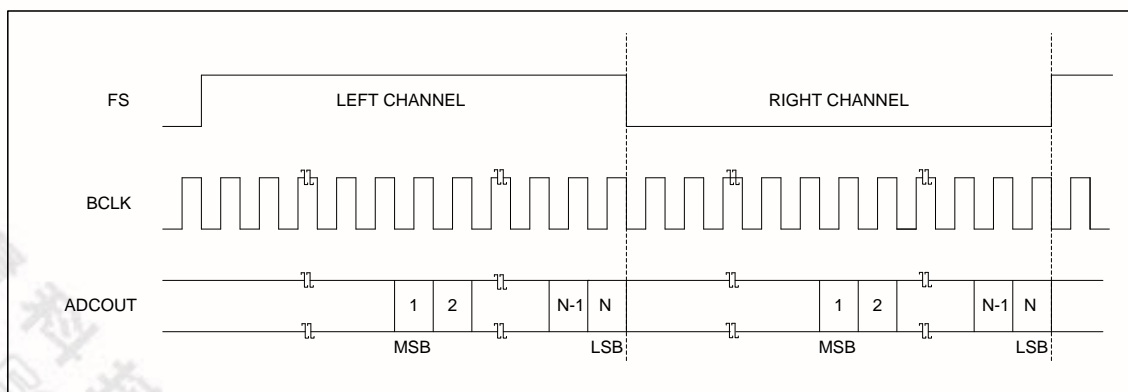 FS
LEFT CHANNEL
RIGHT CHANNEL
BCLK
ADCOUT
1 2 N-1 N 1 2 N-1 N
MSB LSB MSB LSB